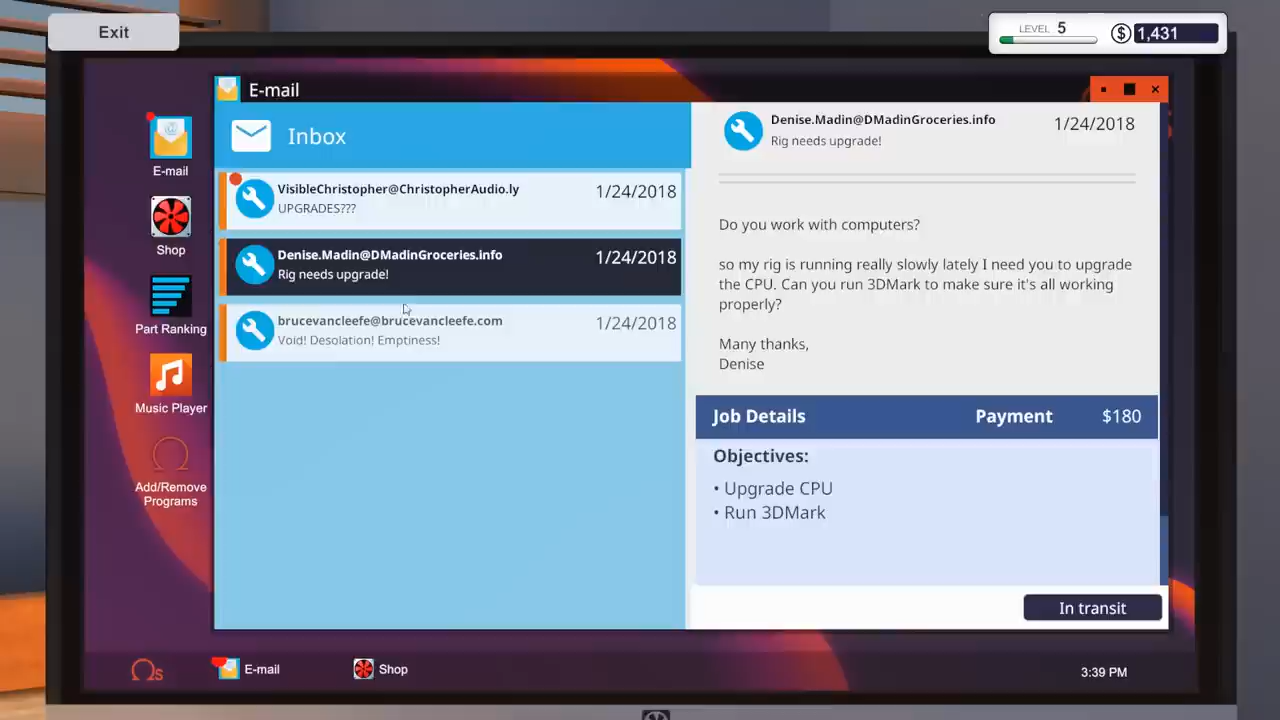 Exit
LEVEL 5
$ 1,431
E-mail
Inbox
VisibleChristopher@ChristopherAudio.ly
1/24/2018
UPGRADES???
Denise.Madin@DMadinGroceries.info
1/24/2018
Rig needs upgrade!
brucevancleefe@brucevancleefe.com
1/24/2018
Void! Desolation! Emptiness!
Denise.Madin@DMadinGroceries.info
1/24/2018
Rig needs upgrade!
Do you work with computers?
so my rig is running really slowly lately I need you to upgrade
the CPU. Can you run 3DMark to make sure it's all working
properly?
Many thanks,
Denise
Job Details
Payment
$180
Objectives:
• Upgrade CPU
• Run 3DMark
In transit
E-mail
Shop
Part Ranking
Music Player
Add/Remove
Programs
Ωs
E-mail
Shop
3:39 PM